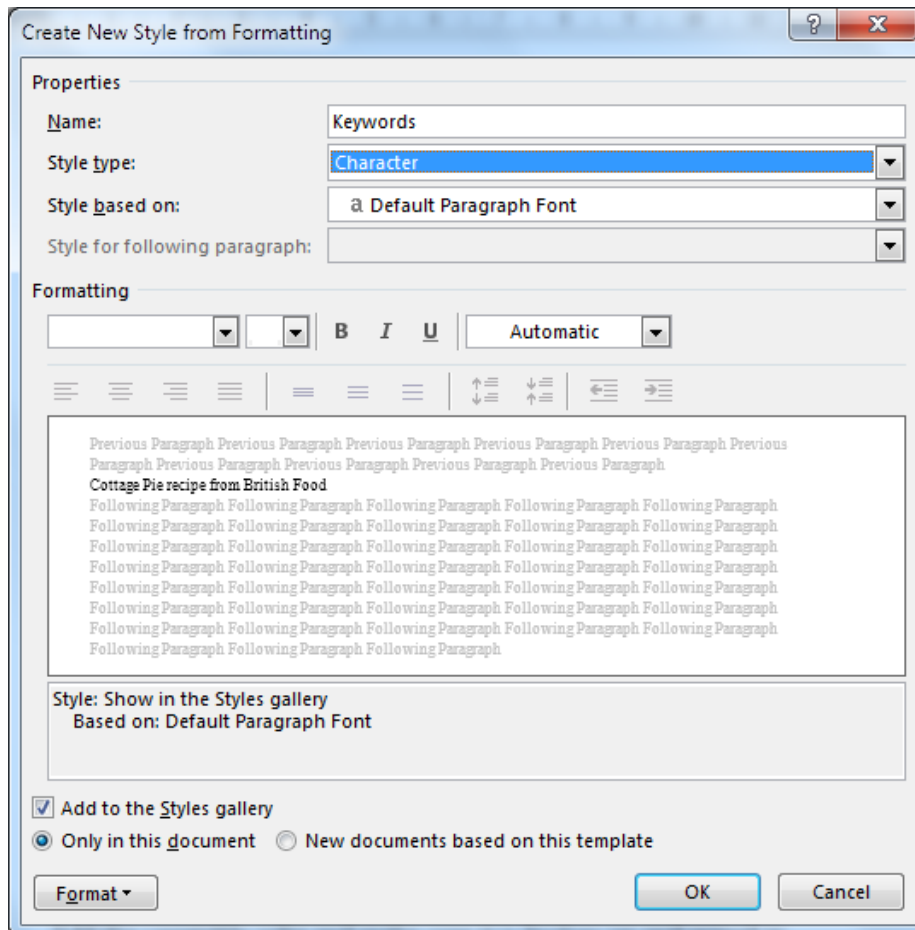 Create New Style from Formatting
Properties
Name:
Keywords
Style type:
Character
Style based on:
a Default Paragraph Font
Style for following paragraph:
Formatting
B I U
Automatic
Previous Paragraph Previous Paragraph Previous Paragraph Previous Paragraph Previous Paragraph Previous
Paragraph Previous Paragraph Previous Paragraph Previous Paragraph Previous Paragraph
Cottage Pie recipe from British Food
Following Paragraph Following Paragraph Following Paragraph Following Paragraph Following Paragraph
Following Paragraph Following Paragraph Following Paragraph Following Paragraph Following Paragraph
Following Paragraph Following Paragraph Following Paragraph Following Paragraph Following Paragraph
Following Paragraph Following Paragraph Following Paragraph Following Paragraph Following Paragraph
Following Paragraph Following Paragraph Following Paragraph Following Paragraph Following Paragraph
Following Paragraph Following Paragraph Following Paragraph Following Paragraph Following Paragraph
Following Paragraph Following Paragraph Following Paragraph Following Paragraph Following Paragraph
Following Paragraph Following Paragraph Following Paragraph
Style: Show in the Styles gallery
Based on: Default Paragraph Font
Add to the Styles gallery
Only in this document
New documents based on this template
Format
OK
Cancel